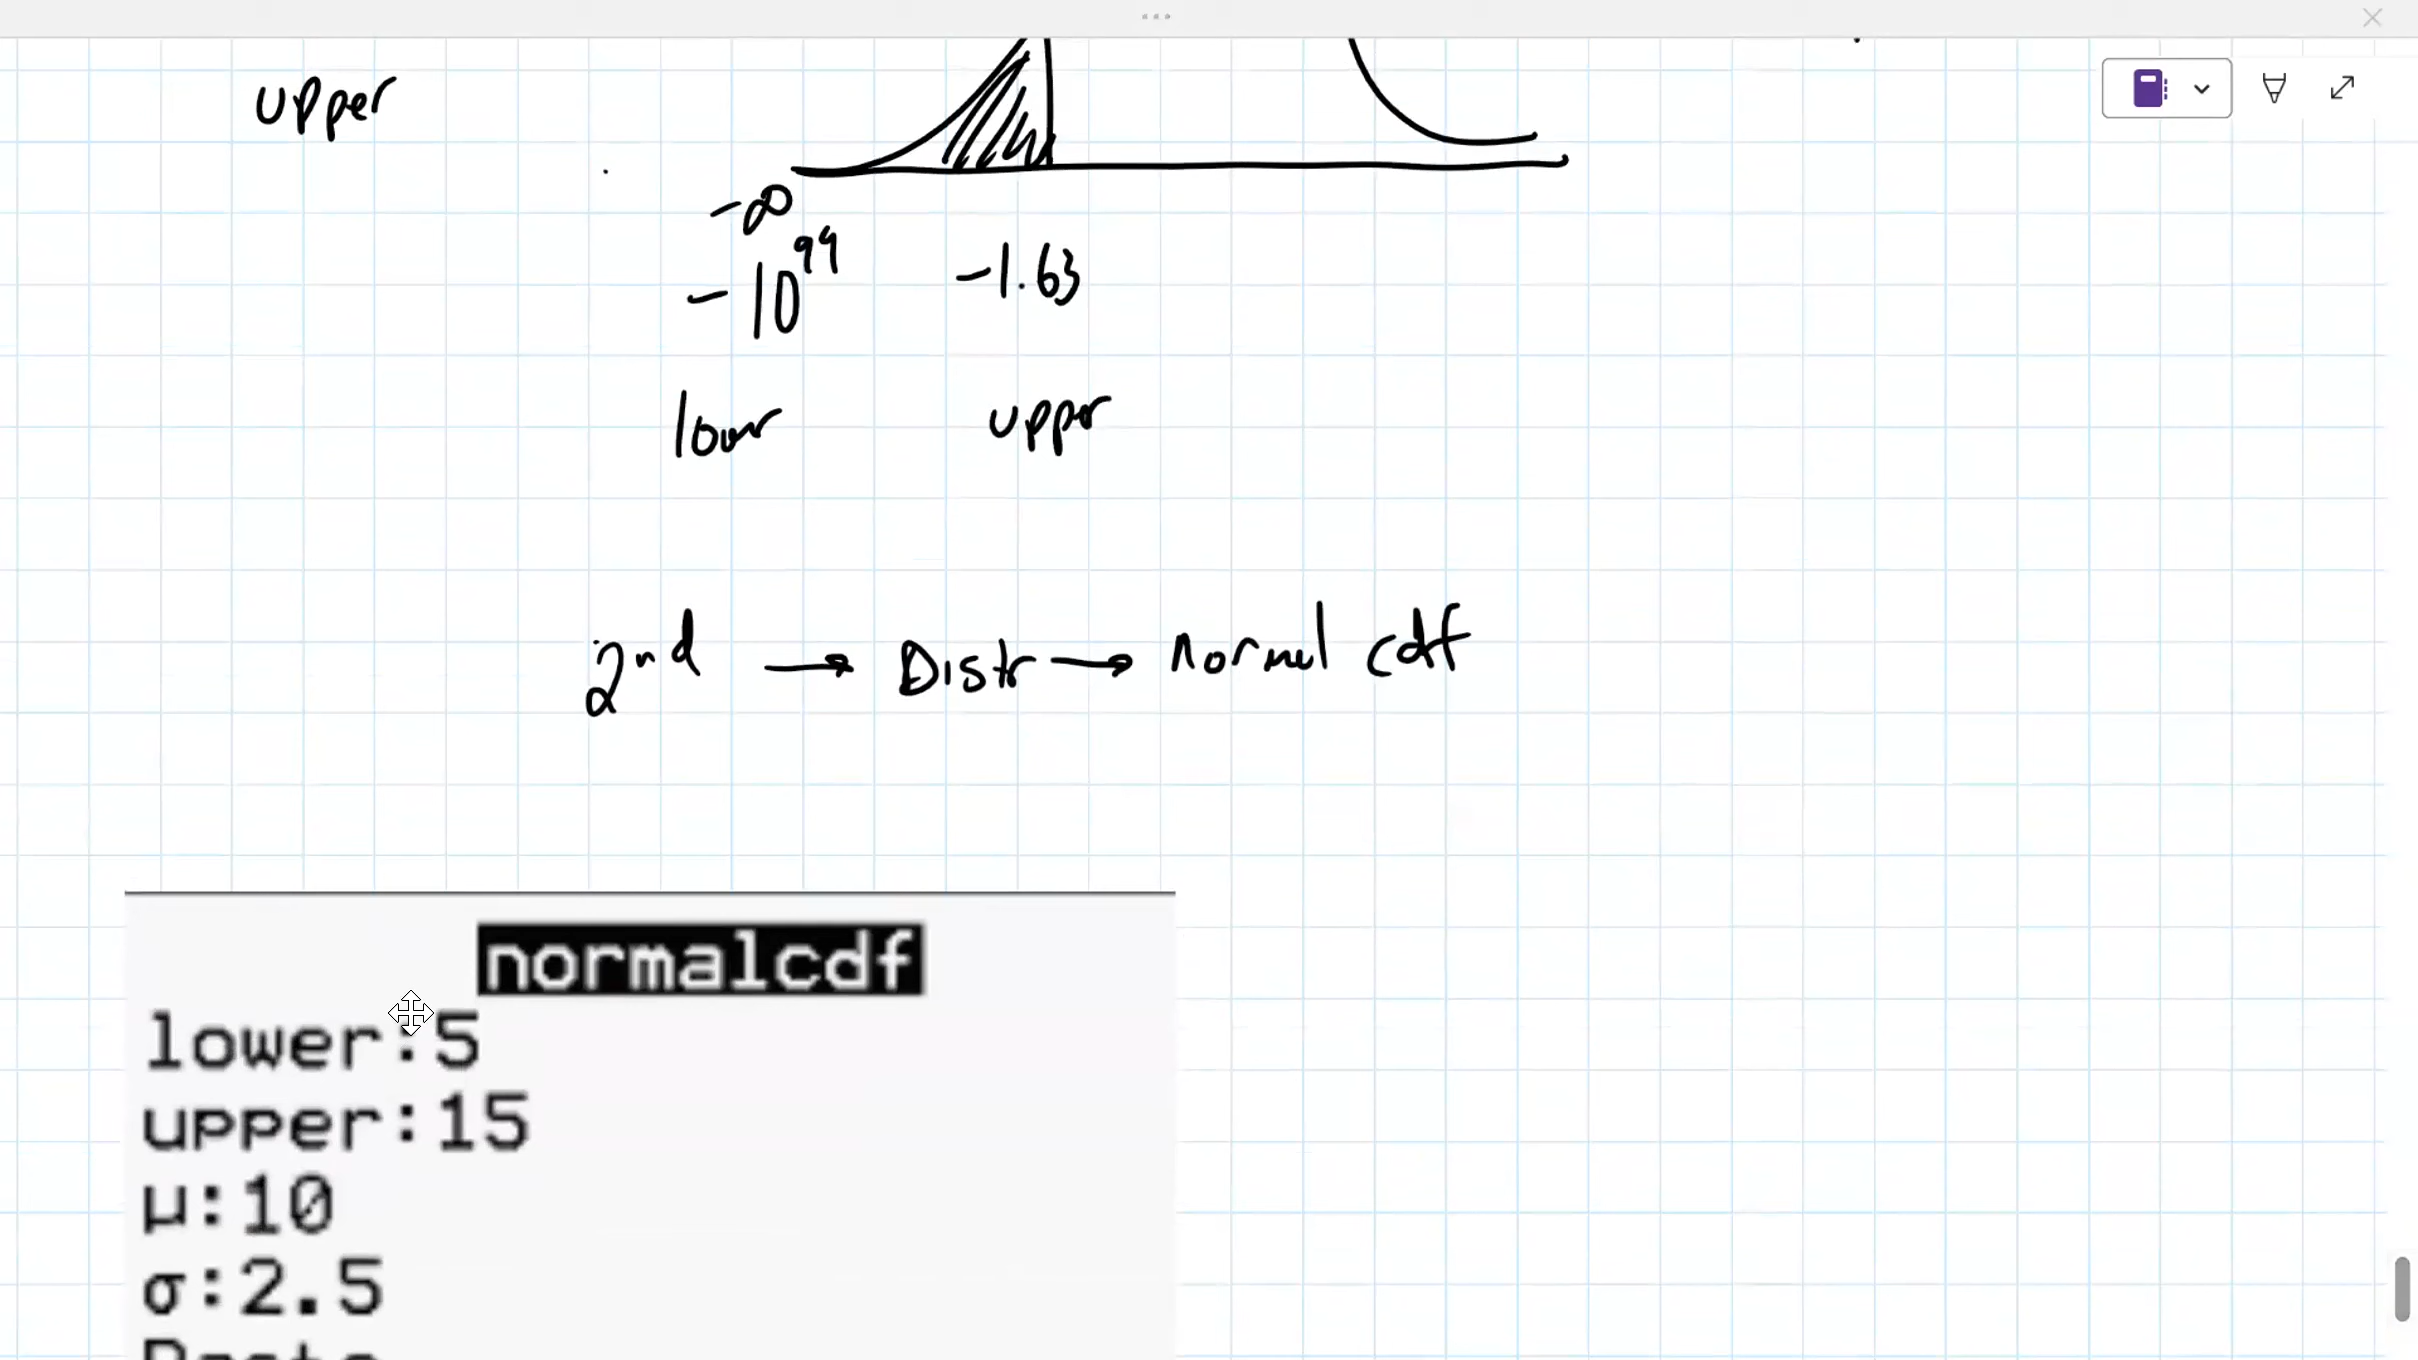 upper
-∞
-10^99 -1.63
lower upper
2nd → Distr → Normal cdf
normalcdf
lower:5
upper:15
μ:10
σ:2.5